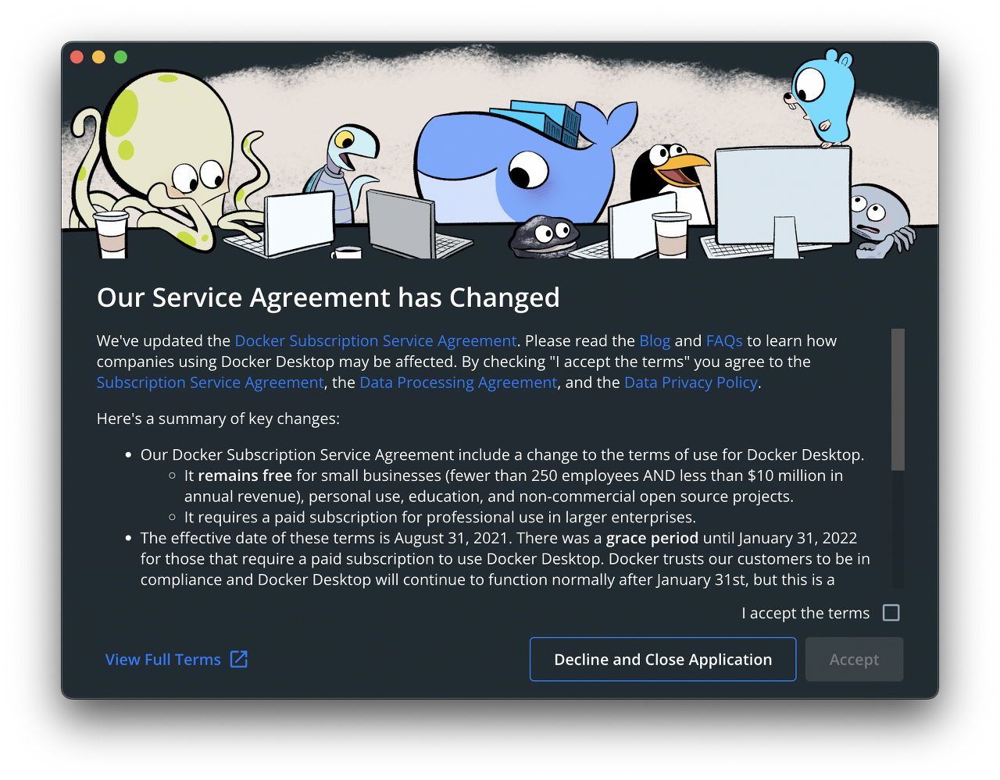 Our Service Agreement has Changed
We've updated the Docker Subscription Service Agreement. Please read the Blog and FAQs to learn how
companies using Docker Desktop may be affected. By checking "I accept the terms" you agree to the
Subscription Service Agreement, the Data Processing Agreement, and the Data Privacy Policy.
Here's a summary of key changes:
• Our Docker Subscription Service Agreement include a change to the terms of use for Docker Desktop.
◦ It remains free for small businesses (fewer than 250 employees AND less than $10 million in
annual revenue), personal use, education, and non-commercial open source projects.
◦ It requires a paid subscription for professional use in larger enterprises.
• The effective date of these terms is August 31, 2021. There was a grace period until January 31, 2022
for those that require a paid subscription to use Docker Desktop. Docker trusts our customers to be in
compliance and Docker Desktop will continue to function normally after January 31st, but this is a
I accept the terms
View Full Terms
Decline and Close Application
Accept